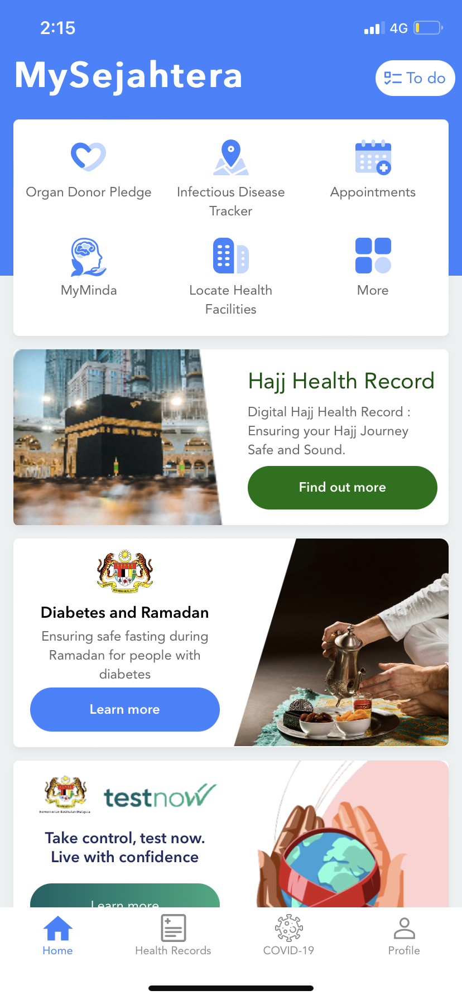 2:15
4G
MySejahtera
To do
Organ Donor Pledge
Infectious Disease
Tracker
Appointments
MyMinda
Locate Health
Facilities
More
Hajj Health Record
Digital Hajj Health Record :
Ensuring your Hajj Journey
Safe and Sound.
Find out more
Diabetes and Ramadan
Ensuring safe fasting during
Ramadan for people with
diabetes
Learn more
testnow
Take control, test now.
Live with confidence
Learn more
Home
Health Records
COVID-19
Profile